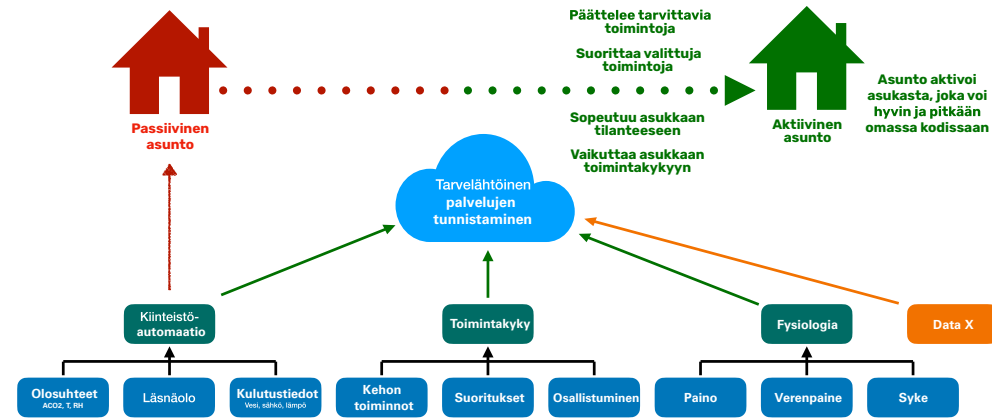 Päättelee tarvittavia
toimintoja
Suorittaa valittuja
toimintoja
Passiivinen
asunto
Sopeutuu asukkaan
tilanteeseen
Vaikuttaa asukkaan
toimintakykyyn
Aktiivinen
asunto
Asunto aktivoi
asukasta, joka voi
hyvin ja pitkään
omassa kodissaan
Tarvelähtöinen
palvelujen
tunnistaminen
Kiinteistö-
automaatio
Toimintakyky
Fysiologia
Data X
Olosuhteet
ACO2, T, RH
Läsnäolo
Kulutustiedot
Vesi, sähkö, lämpö
Kehon
toiminnot
Suoritukset
Osallistuminen
Paino
Verenpaine
Syke